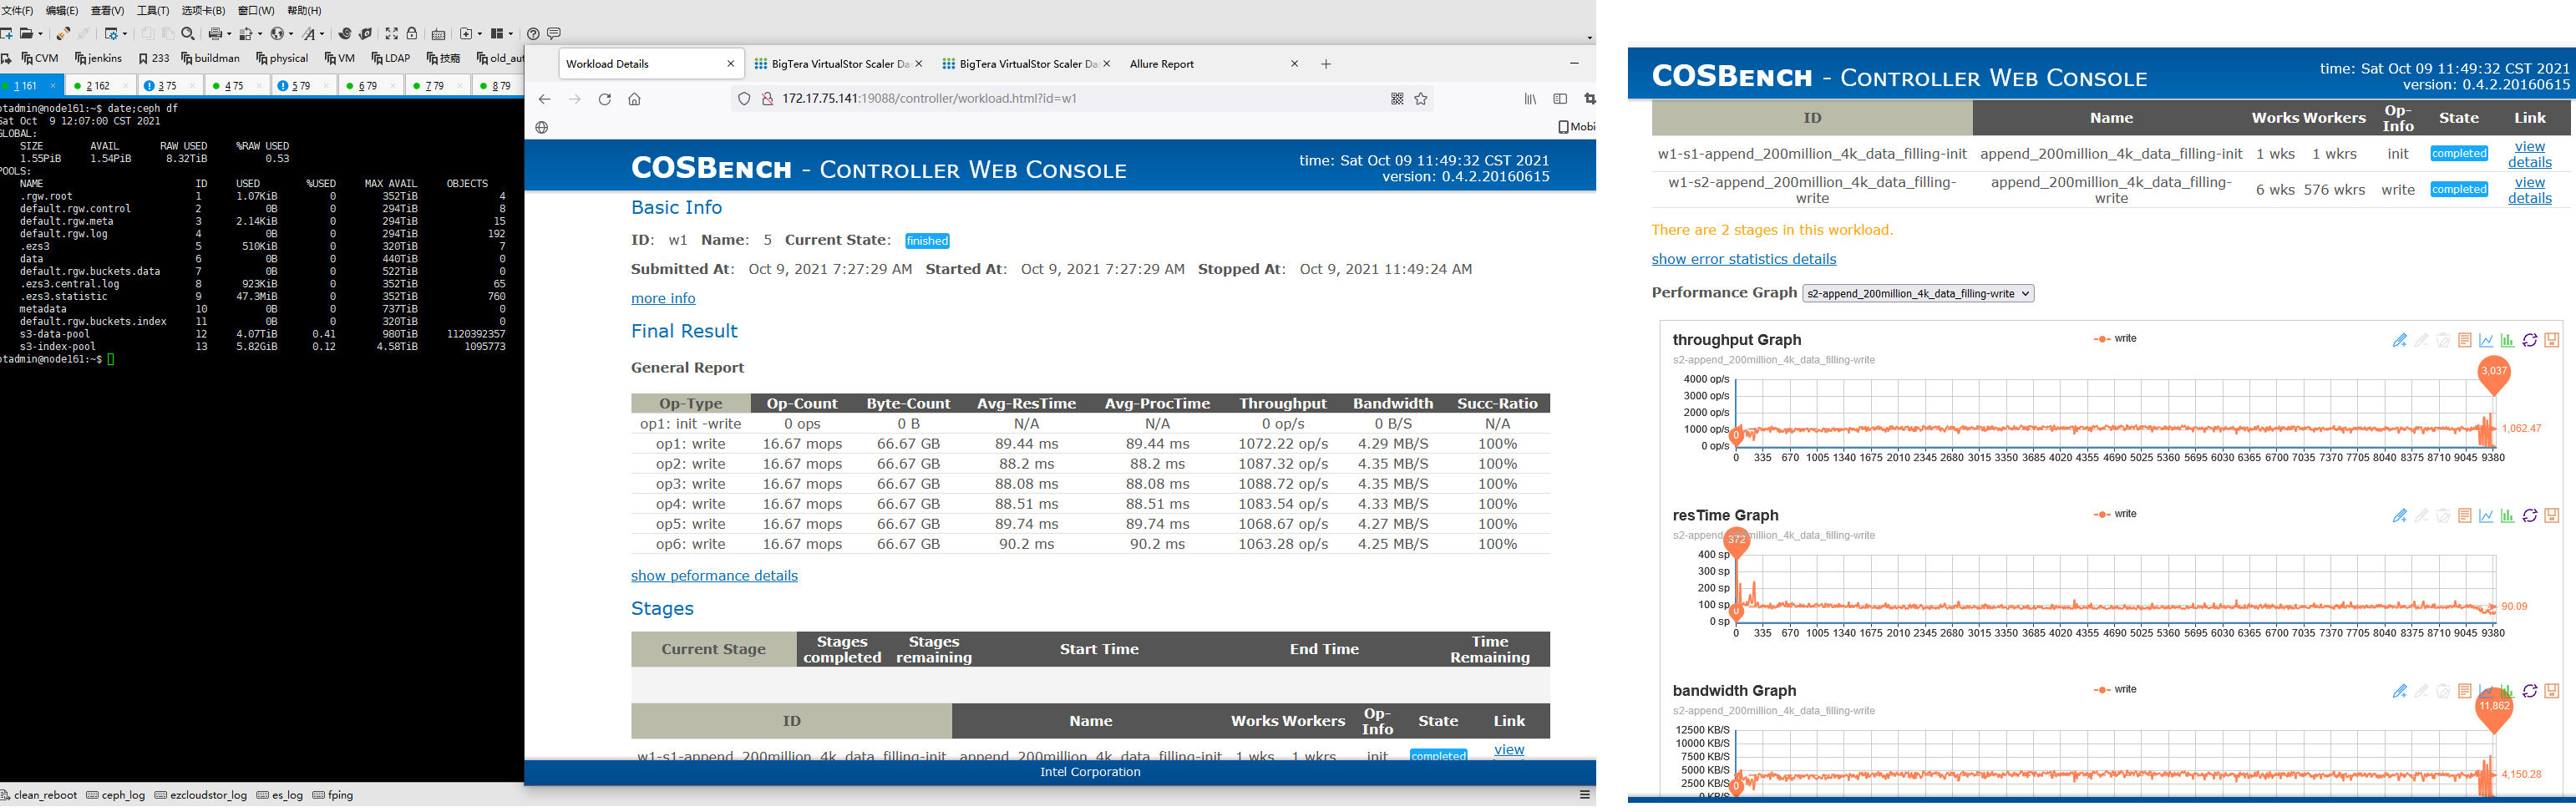 文件(F) 编辑(E) 查看(V) 工具(T) 选项卡(B) 窗口(W) 帮助(H)
CVM jenkins 233 buildman physical VM LDAP 技嘉 old_aut
1 161 × 2 162 × 3 75 × 4 75 × 5 79 × 6 79 × 7 79 × 8 79
otadmin@node161:~$ date;ceph df
Sat Oct  9 12:07:00 CST 2021
GLOBAL:
SIZE AVAIL RAW USED %RAW USED
1.55PiB 1.54PiB 8.32TiB 0.53
POOLS:
NAME ID USED %USED MAX AVAIL OBJECTS
.rgw.root 1 1.07KiB 0 352TiB 4
default.rgw.control 2 0B 0 294TiB 8
default.rgw.meta 3 2.14KiB 0 294TiB 15
default.rgw.log 4 0B 0 294TiB 192
.ezs3 5 510KiB 0 320TiB 7
data 6 0B 0 440TiB 0
default.rgw.buckets.data 7 0B 0 522TiB 0
.ezs3.central.log 8 923KiB 0 352TiB 65
.ezs3.statistic 9 47.3MiB 0 352TiB 760
metadata 10 0B 0 737TiB 0
default.rgw.buckets.index 11 0B 0 320TiB 0
s3-data-pool 12 4.07TiB 0.41 980TiB 1120392357
s3-index-pool 13 5.82GiB 0.12 4.58TiB 1095773
otadmin@node161:~$
clean_reboot ceph_log ezcloudstor_log es_log fping
Workload Details × BigTera VirtualStor Scaler Da × BigTera VirtualStor Scaler Da × Allure Report ×
172.17.75.141:19088/controller/workload.html?id=w1
Mobi
COSBENCH - CONTROLLER WEB CONSOLE
time: Sat Oct 09 11:49:32 CST 2021
version: 0.4.2.20160615
Basic Info
ID: w1 Name: 5 Current State: finished
Submitted At: Oct 9, 2021 7:27:29 AM Started At: Oct 9, 2021 7:27:29 AM Stopped At: Oct 9, 2021 11:49:24 AM
more info
Final Result
General Report
Op-Type Op-Count Byte-Count Avg-ResTime Avg-ProcTime Throughput Bandwidth Succ-Ratio
op1: init -write 0 ops 0 B N/A N/A 0 op/s 0 B/S N/A
op1: write 16.67 mops 66.67 GB 89.44 ms 89.44 ms 1072.22 op/s 4.29 MB/S 100%
op2: write 16.67 mops 66.67 GB 88.2 ms 88.2 ms 1087.32 op/s 4.35 MB/S 100%
op3: write 16.67 mops 66.67 GB 88.08 ms 88.08 ms 1088.72 op/s 4.35 MB/S 100%
op4: write 16.67 mops 66.67 GB 88.51 ms 88.51 ms 1083.54 op/s 4.33 MB/S 100%
op5: write 16.67 mops 66.67 GB 89.74 ms 89.74 ms 1068.67 op/s 4.27 MB/S 100%
op6: write 16.67 mops 66.67 GB 90.2 ms 90.2 ms 1063.28 op/s 4.25 MB/S 100%
show peformance details
Stages
Current Stage Stages completed Stages remaining Start Time End Time Time Remaining
ID Name Works Workers Op-Info State Link
w1-s1-append_200million_4k_data_filling-init append_200million_4k_data_filling-init 1 wks 1 wkrs init completed view
Intel Corporation
COSBENCH - CONTROLLER WEB CONSOLE
time: Sat Oct 09 11:49:32 CST 2021
version: 0.4.2.20160615
ID Name Works Workers Op-Info State Link
w1-s1-append_200million_4k_data_filling-init append_200million_4k_data_filling-init 1 wks 1 wkrs init completed view details
w1-s2-append_200million_4k_data_filling-write append_200million_4k_data_filling-write 6 wks 576 wkrs write completed view details
There are 2 stages in this workload.
show error statistics details
Performance Graph s2-append_200million_4k_data_filling-write
throughput Graph
write
s2-append_200million_4k_data_filling-write
3,037
4000 op/s
3000 op/s
2000 op/s
1000 op/s
0 op/s
0
1,062.47
0 335 670 1005 1340 1675 2010 2345 2680 3015 3350 3685 4020 4355 4690 5025 5360 5695 6030 6365 6700 7035 7370 7705 8040 8375 8710 9045 9380
resTime Graph
write
s2-append_200million_4k_data_filling-write
372
400 sp
300 sp
200 sp
100 sp
0 sp
0
90.09
0 335 670 1005 1340 1675 2010 2345 2680 3015 3350 3685 4020 4355 4690 5025 5360 5695 6030 6365 6700 7035 7370 7705 8040 8375 8710 9045 9380
bandwidth Graph
write
s2-append_200million_4k_data_filling-write
11,862
12500 KB/S
10000 KB/S
7500 KB/S
5000 KB/S
2500 KB/S
0 KB/S
0
4,150.28